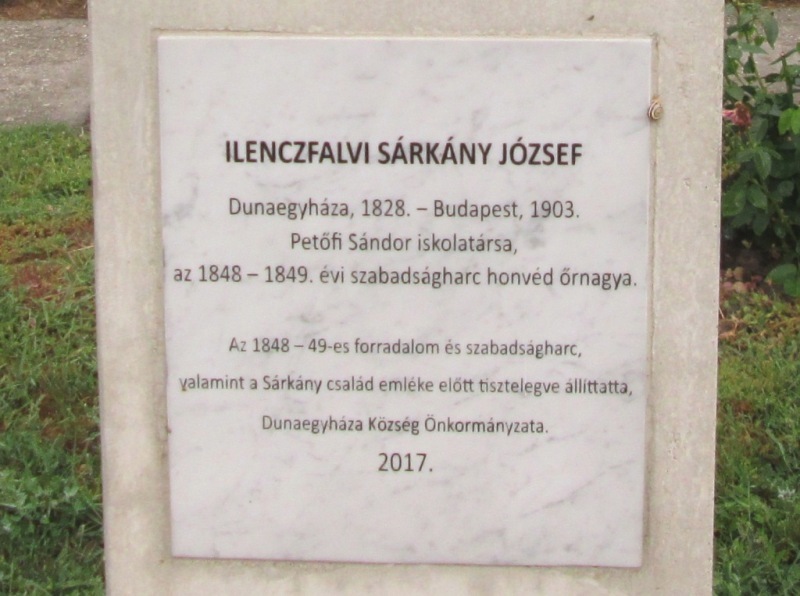 ILENCZFALVI SÁRKÁNY JÓZSEF
Dunaegyháza, 1828. – Budapest, 1903.
Petőfi Sándor iskolatársa,
az 1848 – 1849. évi szabadságharc honvéd őrnagya.
Az 1848 – 49-es forradalom és szabadságharc,
valamint a Sárkány család emléke előtt tisztelegve állíttatta,
Dunaegyháza Község Önkormányzata.
2017.